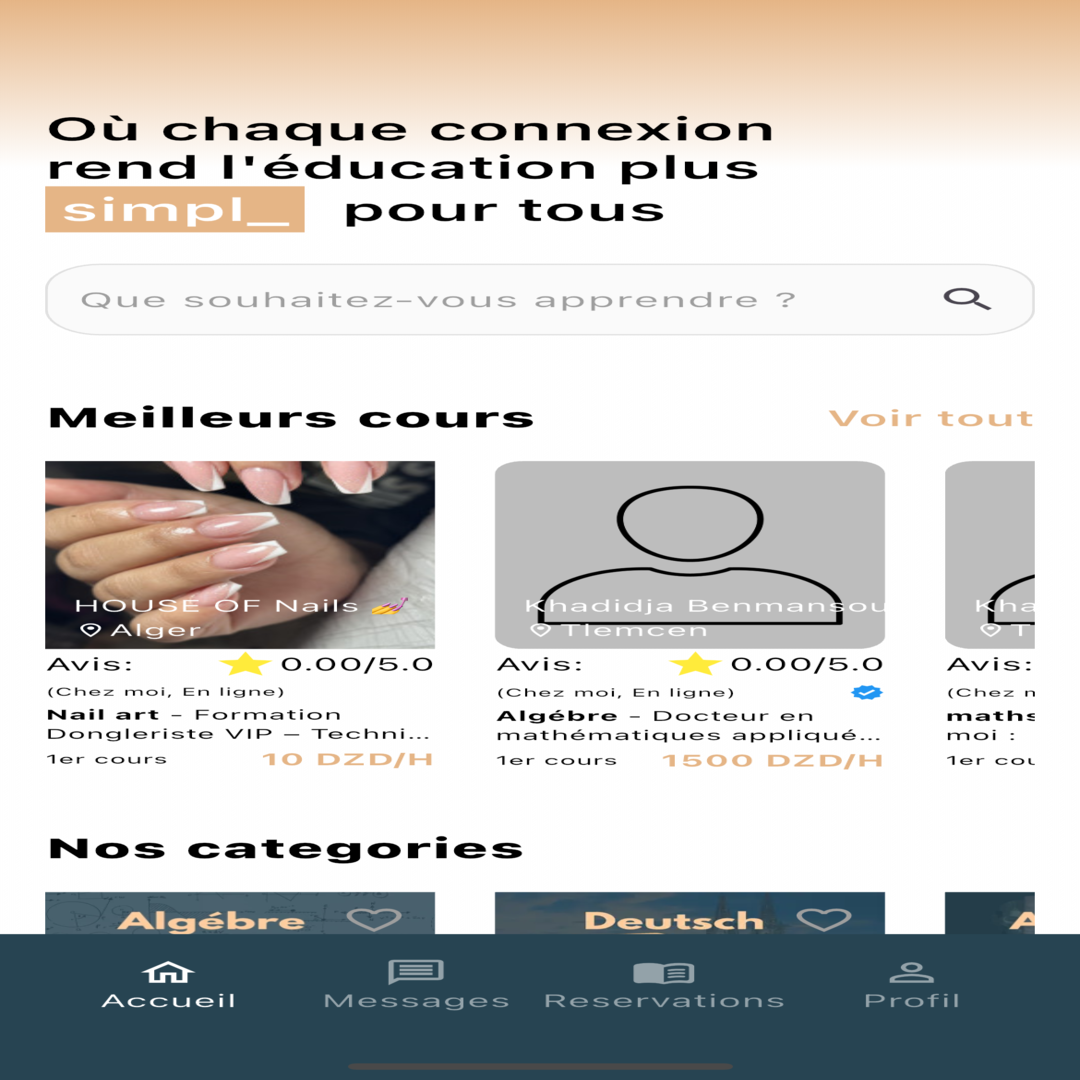 Où chaque connexion
rend l'éducation plus
simpl_ pour tous
Que souhaitez-vous apprendre ?
Meilleurs cours
Voir tout
HOUSE OF Nails 💅
Alger
Avis: 0.00/5.0
(Chez moi, En ligne)
Nail art - Formation
Dongleriste VIP – Techni...
1er cours 10 DZD/H
Khadidja Benmansou
Tlemcen
Avis: 0.00/5.0
(Chez moi, En ligne)
Algébre - Docteur en
mathématiques appliqué...
1er cours 1500 DZD/H
Kha
T
Avis:
(Chez m
maths
moi :
1er cou
Nos categories
Algébre
Deutsch
A
Accueil
Messages
Reservations
Profil